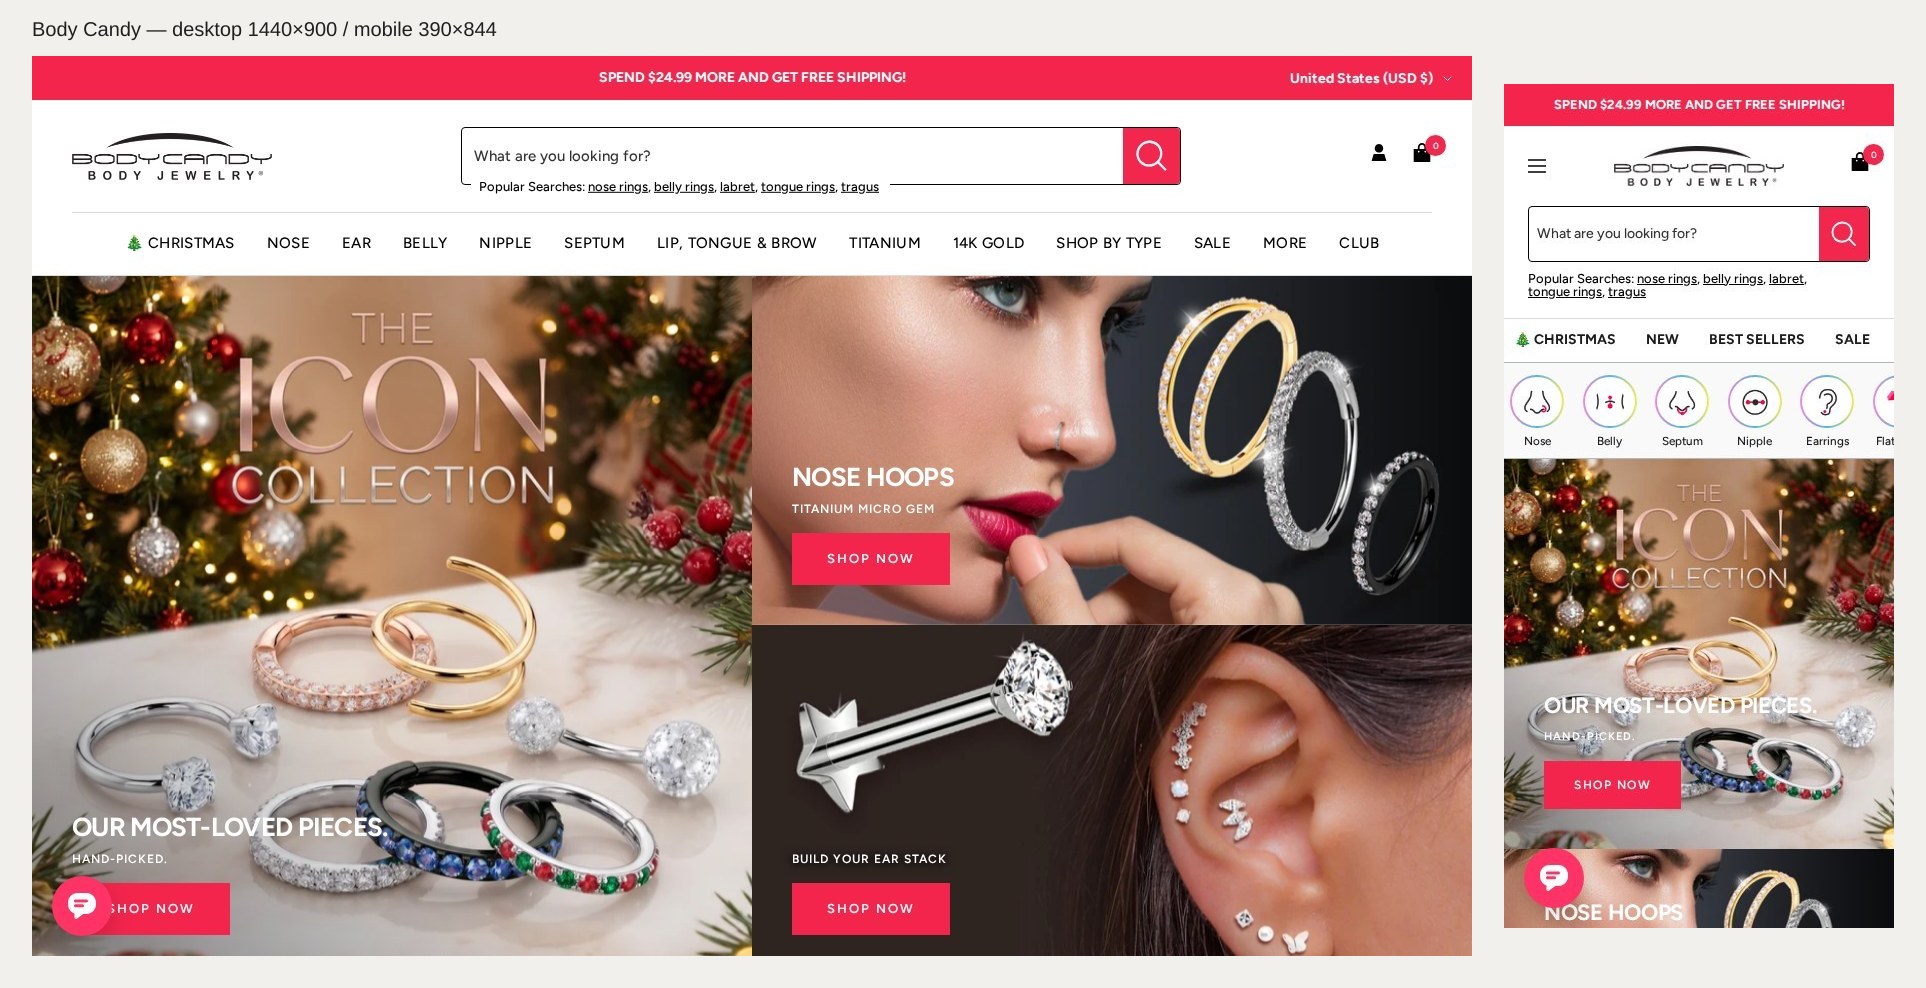 Body Candy — desktop 1440×900 / mobile 390×844
SPEND $24.99 MORE AND GET FREE SHIPPING!
United States (USD $)
BODYCANDY
BODY JEWELRY®
What are you looking for?
0
Popular Searches: nose rings, belly rings, labret, tongue rings, tragus
🎄 CHRISTMAS NOSE EAR BELLY NIPPLE SEPTUM LIP, TONGUE & BROW TITANIUM 14K GOLD SHOP BY TYPE SALE MORE CLUB
THE
ICON
COLLECTION
OUR MOST-LOVED PIECES.
HAND-PICKED.
SHOP NOW
NOSE HOOPS
TITANIUM MICRO GEM
SHOP NOW
BUILD YOUR EAR STACK
SHOP NOW
SPEND $24.99 MORE AND GET FREE SHIPPING!
BODYCANDY
BODY JEWELRY®
0
What are you looking for?
Popular Searches: nose rings, belly rings, labret,
tongue rings, tragus
🎄 CHRISTMAS NEW BEST SELLERS SALE
Nose Belly Septum Nipple Earrings Flat
THE
ICON
COLLECTION
OUR MOST-LOVED PIECES.
HAND-PICKED.
SHOP NOW
NOSE HOOPS